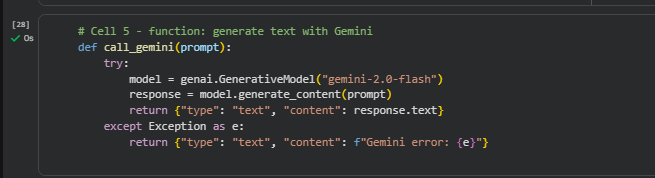 [28]
0s
# Cell 5 - function: generate text with Gemini
def call_gemini(prompt):
    try:
        model = genai.GenerativeModel("gemini-2.0-flash")
        response = model.generate_content(prompt)
        return {"type": "text", "content": response.text}
    except Exception as e:
        return {"type": "text", "content": f"Gemini error: {e}"}